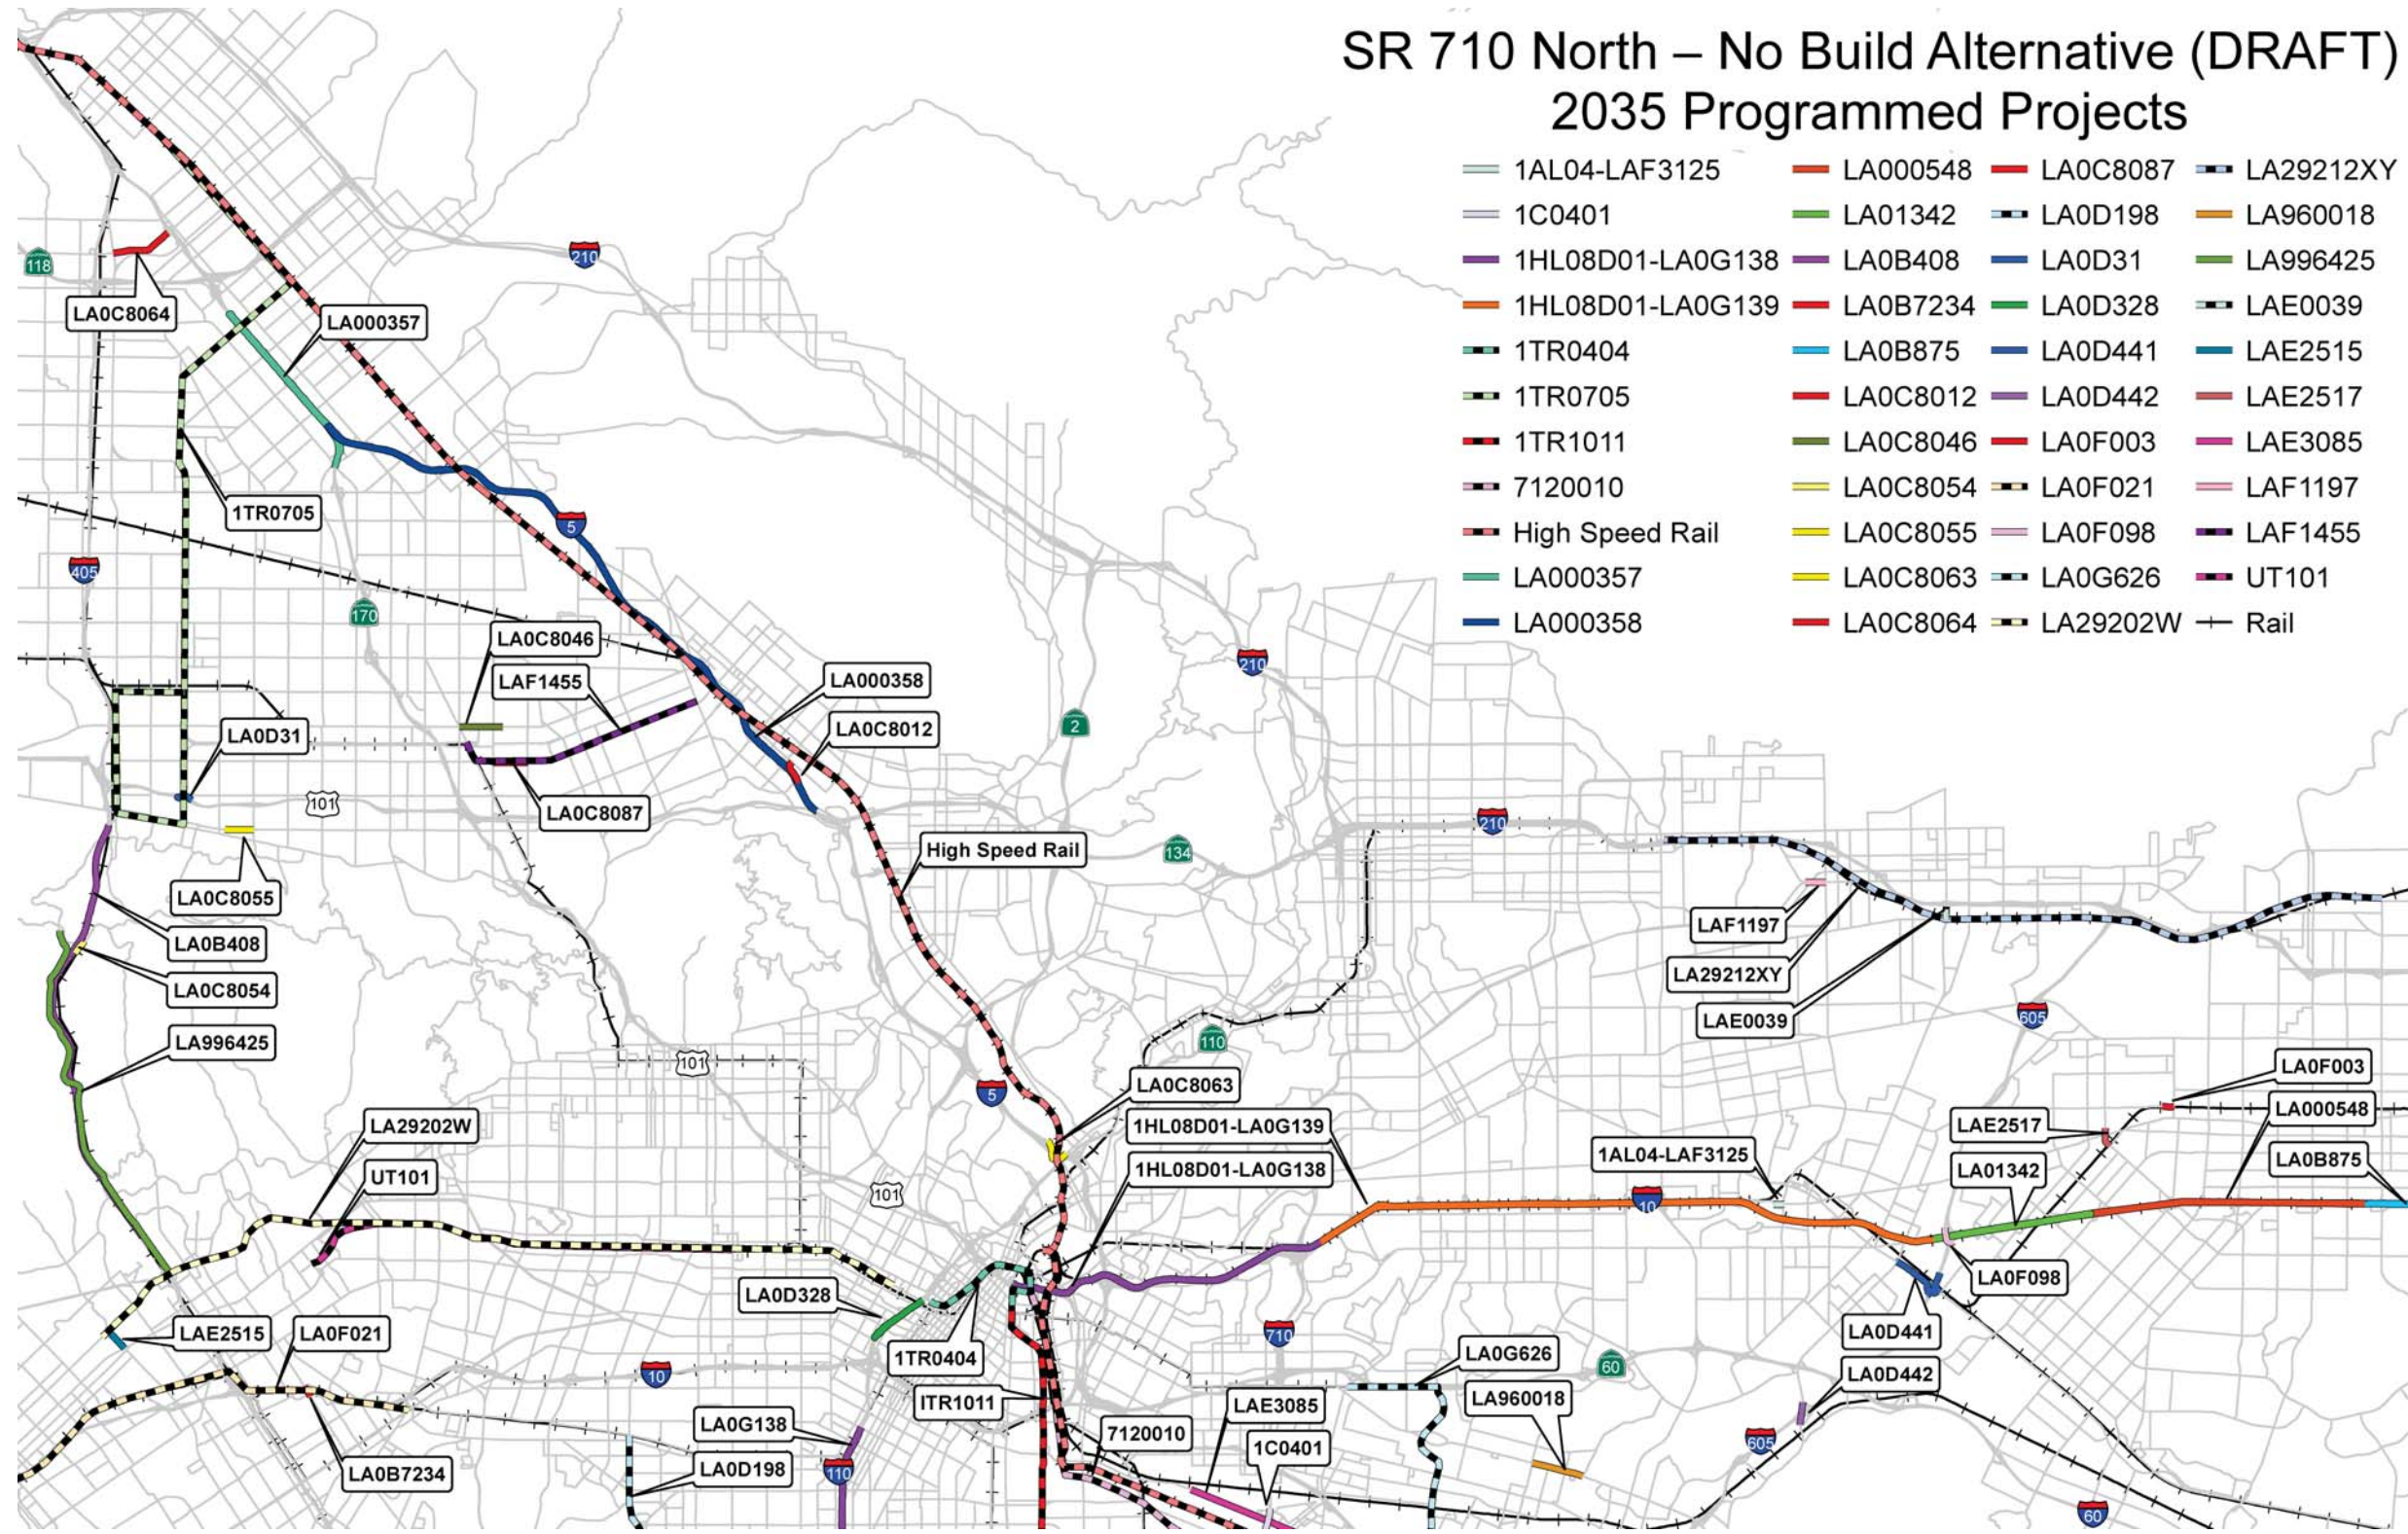 SR 710 North – No Build Alternative (DRAFT)
2035 Programmed Projects
1AL04-LAF3125
1C0401
1HL08D01-LA0G138
1HL08D01-LA0G139
1TR0404
1TR0705
1TR1011
7120010
High Speed Rail
LA000357
LA000358
LA000548
LA01342
LA0B408
LA0B7234
LA0B875
LA0C8012
LA0C8046
LA0C8054
LA0C8055
LA0C8063
LA0C8064
LA0C8087
LA0D198
LA0D31
LA0D328
LA0D441
LA0D442
LA0F003
LA0F021
LA0F098
LA0G626
LA29202W
LA29212XY
LA960018
LA996425
LAE0039
LAE2515
LAE2517
LAE3085
LAF1197
LAF1455
UT101
Rail
118
210
LA0C8064
LA000357
1TR0705
5
405
170
LA0C8046
LAF1455
LA000358
LA0C8012
210
2
LA0D31
101
LA0C8087
210
134
High Speed Rail
LA0C8055
LAF1197
LA0B408
LA29212XY
LA0C8054
LAE0039
605
LA996425
110
101
5
LA0C8063
LA0F003
LA000548
LA29202W
1HL08D01-LA0G139
LAE2517
1AL04-LAF3125
LA0B875
UT101
1HL08D01-LA0G138
LA01342
101
10
LA0F098
LA0D328
LAE2515
LA0F021
710
LA0D441
1TR0404
LA0G626
60
10
LA0D442
ITR1011
LAE3085
LA960018
LA0G138
7120010
1C0401
605
LA0B7234
LA0D198
110
60